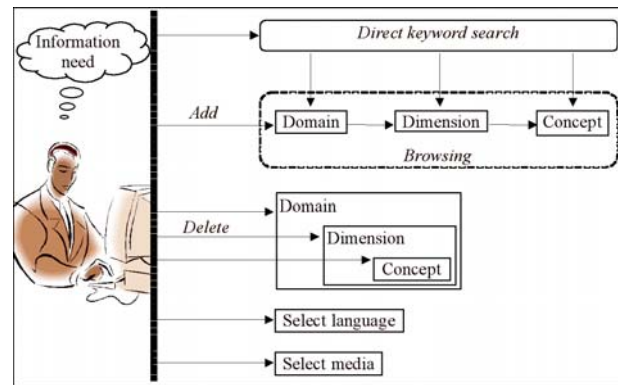 Information
need
Direct keyword search
Add
Domain
Dimension
Concept
Browsing
Delete
Domain
Dimension
Concept
Select language
Select media